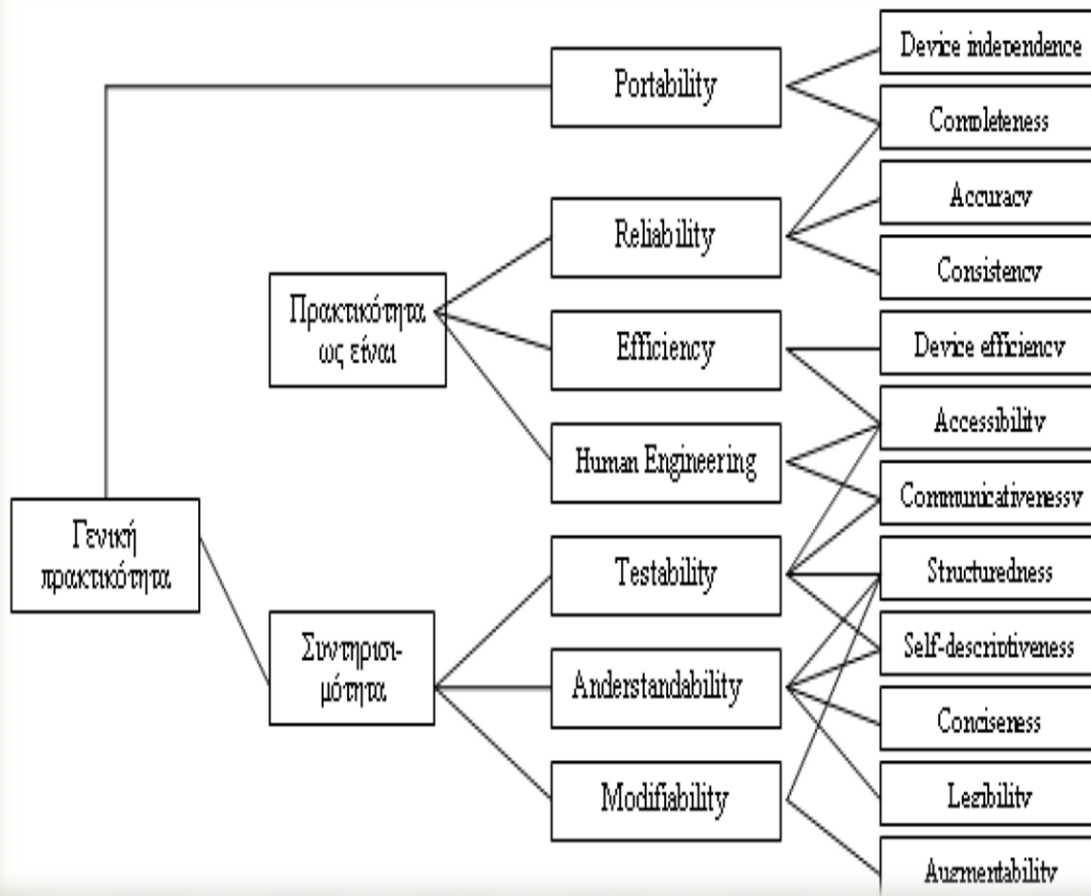 Γενική
πρακτικότητα
Πρακτικότητα
ως είναι
Συντηρισι-
μότητα
Portability
Reliability
Efficiency
Human Engineering
Testability
Anderstandability
Modifiability
Device independence
Completeness
Accuracy
Consistency
Device efficiency
Accessibility
Communicativenessy
Structuredness
Self-descriptiveness
Conciseness
Legibility
Augmentability